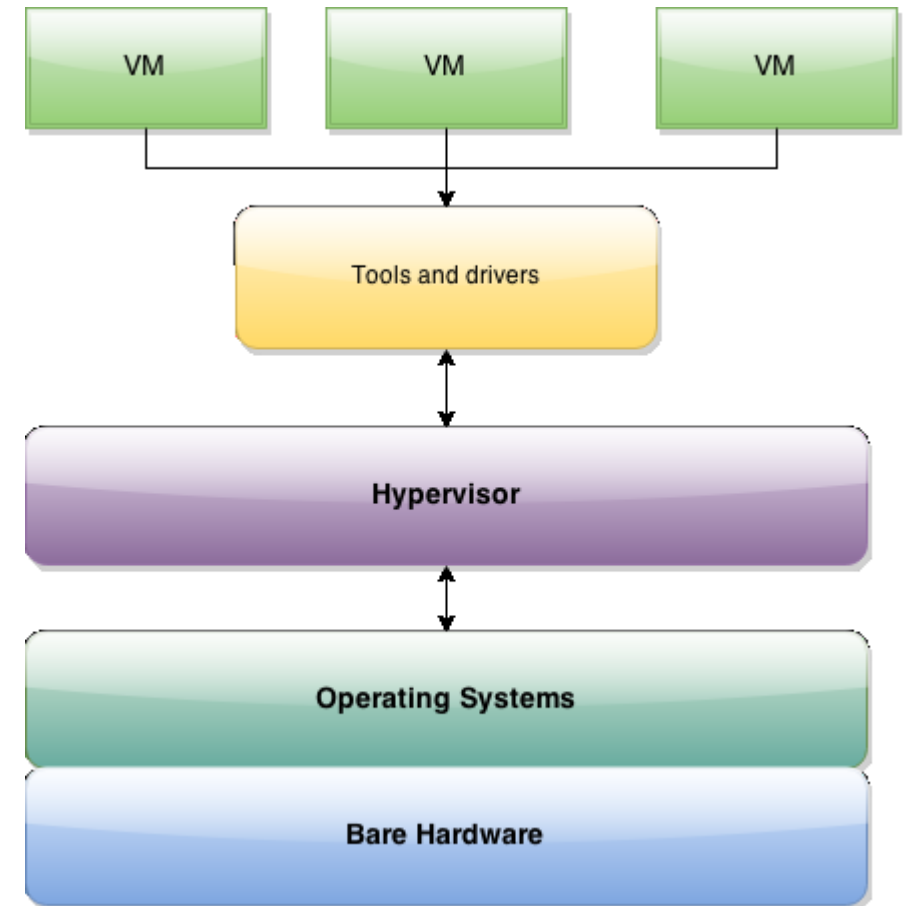 VM
VM
VM
Tools and drivers
Hypervisor
Operating Systems
Bare Hardware